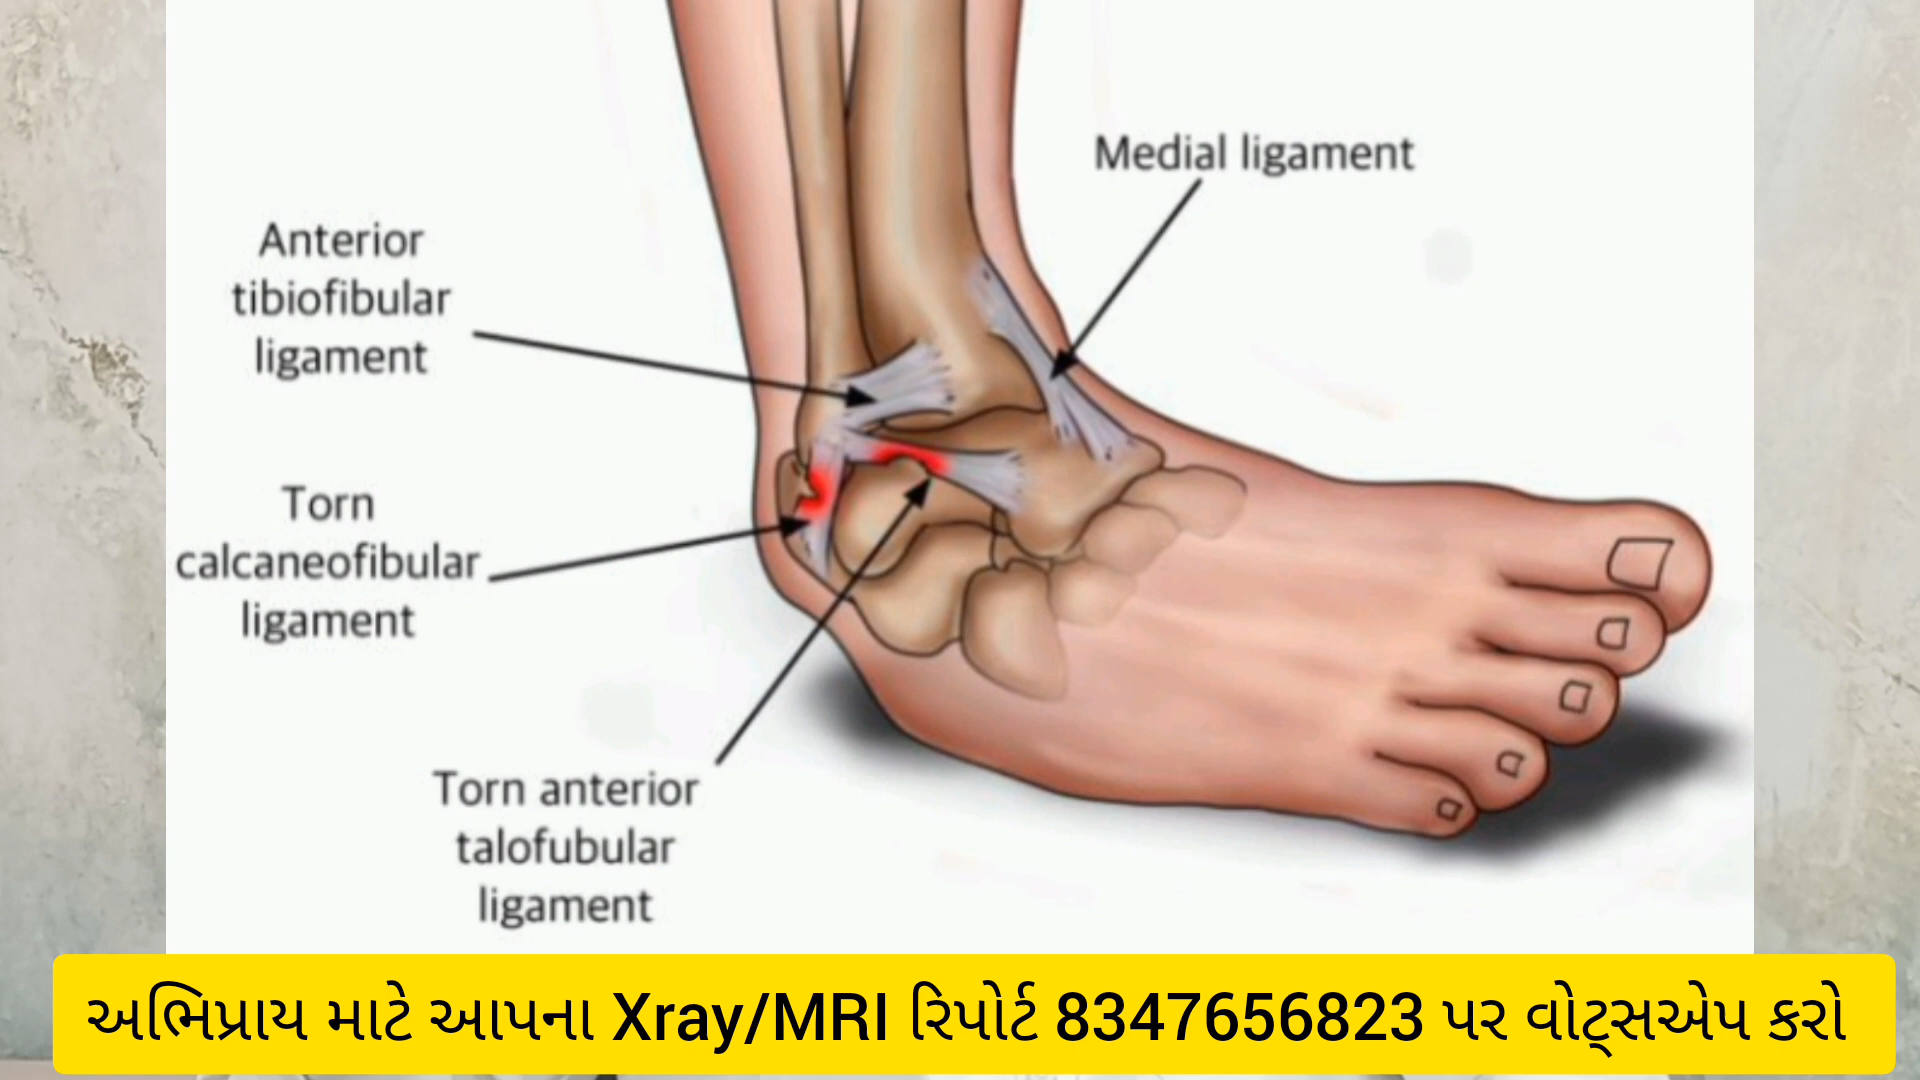 Medial ligament
Anterior
tibiofibular
ligament
Torn
calcaneofibular
ligament
Torn anterior
talofubular
ligament
અભિપ્રાય માટે આપના Xray/MRI રિપોર્ટ 8347656823 પર વોટ્સએપ કરો